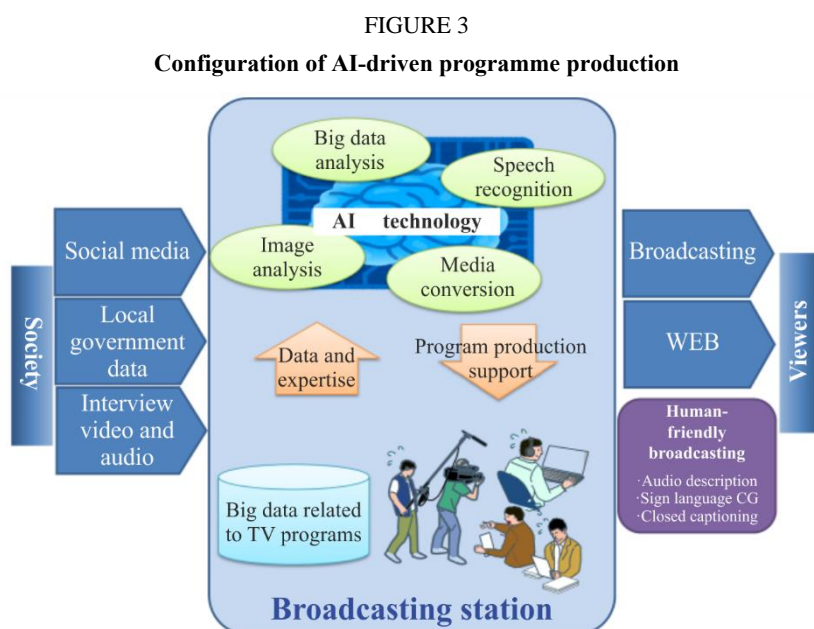 FIGURE 3
Configuration of AI-driven programme production
Society
Social media
Local
government
data
Interview
video and
audio
Big data
analysis
Speech
recognition
AI technology
Image
analysis
Media
conversion
Data and
expertise
Program production
support
Big data related
to TV programs
Broadcasting station
Broadcasting
WEB
Human-
friendly
broadcasting
·Audio description
·Sign language CG
·Closed captioning
Viewers